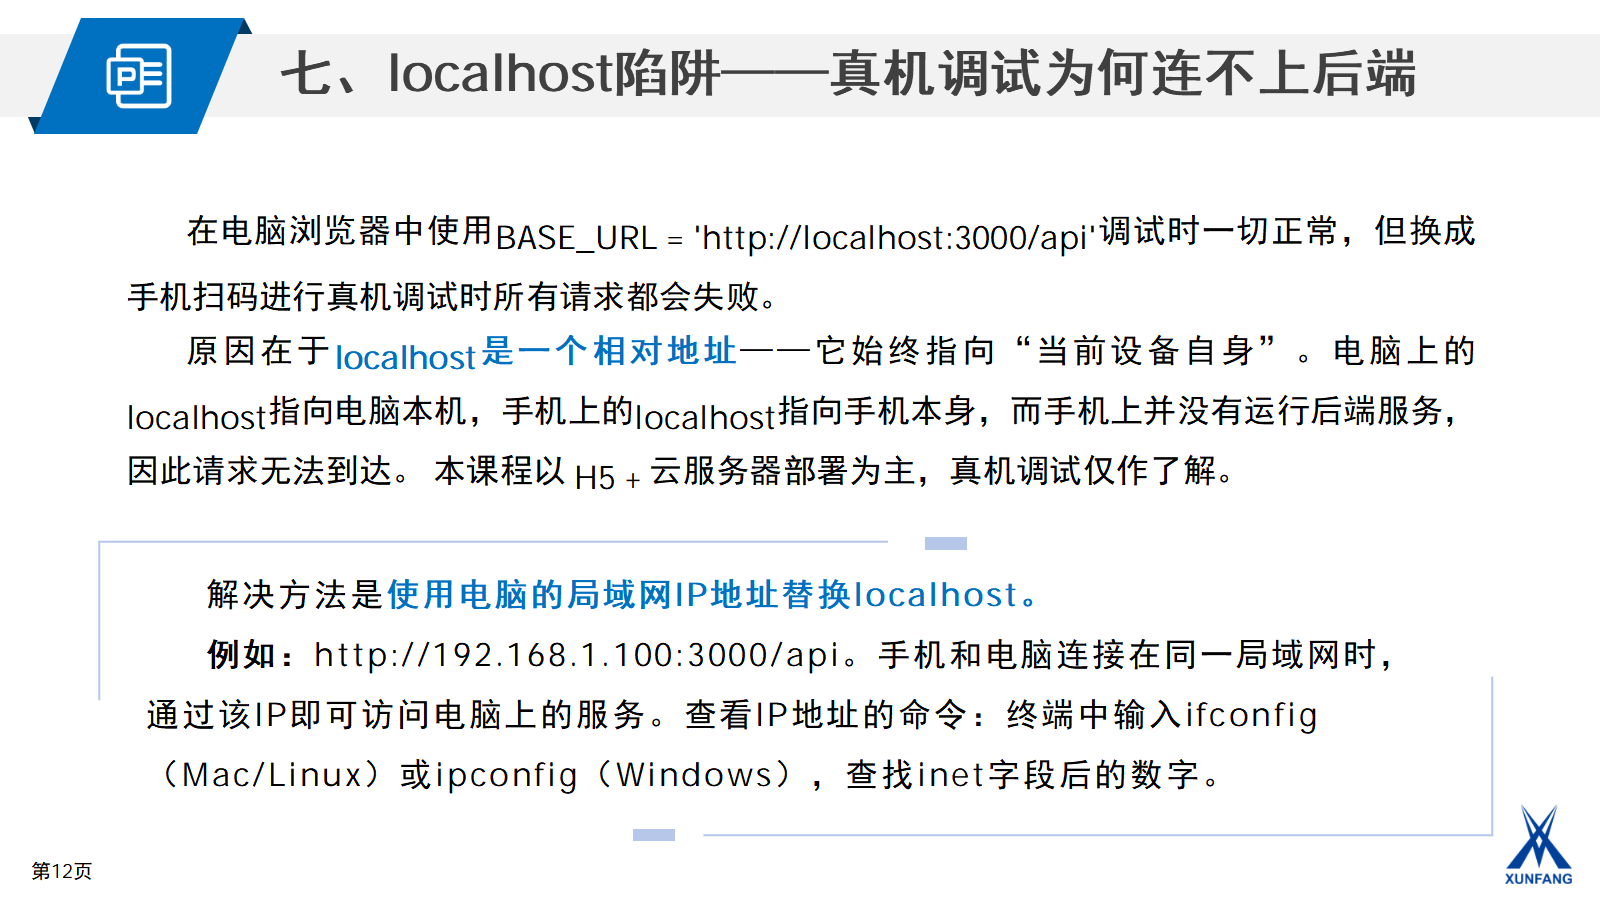 七、localhost陷阱——真机调试为何连不上后端
在电脑浏览器中使用BASE_URL = 'http://localhost:3000/api'调试时一切正常，但换成
手机扫码进行真机调试时所有请求都会失败。
原因在于localhost是一个相对地址——它始终指向“当前设备自身”。电脑上的
localhost指向电脑本机，手机上的localhost指向手机本身，而手机上并没有运行后端服务，
因此请求无法到达。 本课程以 H5 + 云服务器部署为主，真机调试仅作了解。
解决方法是使用电脑的局域网IP地址替换localhost。
例如：http://192.168.1.100:3000/api。手机和电脑连接在同一局域网时，
通过该IP即可访问电脑上的服务。查看IP地址的命令：终端中输入ifconfig
（Mac/Linux）或ipconfig（Windows），查找inet字段后的数字。
第12页
XUNFANG